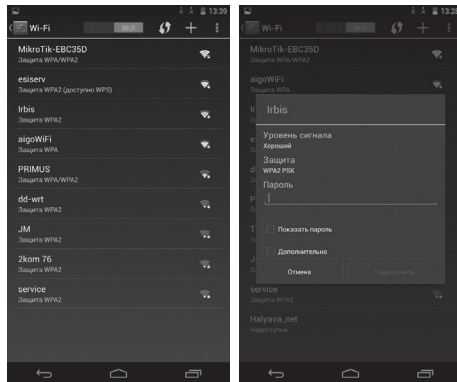 13:39
Wi-Fi
ВКЛ
MikroTik-EBC35D
Защита WPA/WPA2
esiserv
Защита WPA2 (доступно WPS)
Irbis
Защита WPA2
aigoWiFi
Защита WPA
PRIMUS
Защита WPA/WPA2
dd-wrt
Защита WPA2
JM
Защита WPA2
2kom 76
Защита WPA2
service
Защита WPA2
13:28
Wi-Fi
ВКЛ
MikroTik-EBC35D
Защита WPA/WPA2
aigoWiFi
Защита WPA
Irbis
Уровень сигнала
Хороший
Защита
WPA2 PSK
Пароль
Показать пароль
Дополнительно
Отмена
Подключить
service
Защита WPA2
Halyava_net
Недоступна